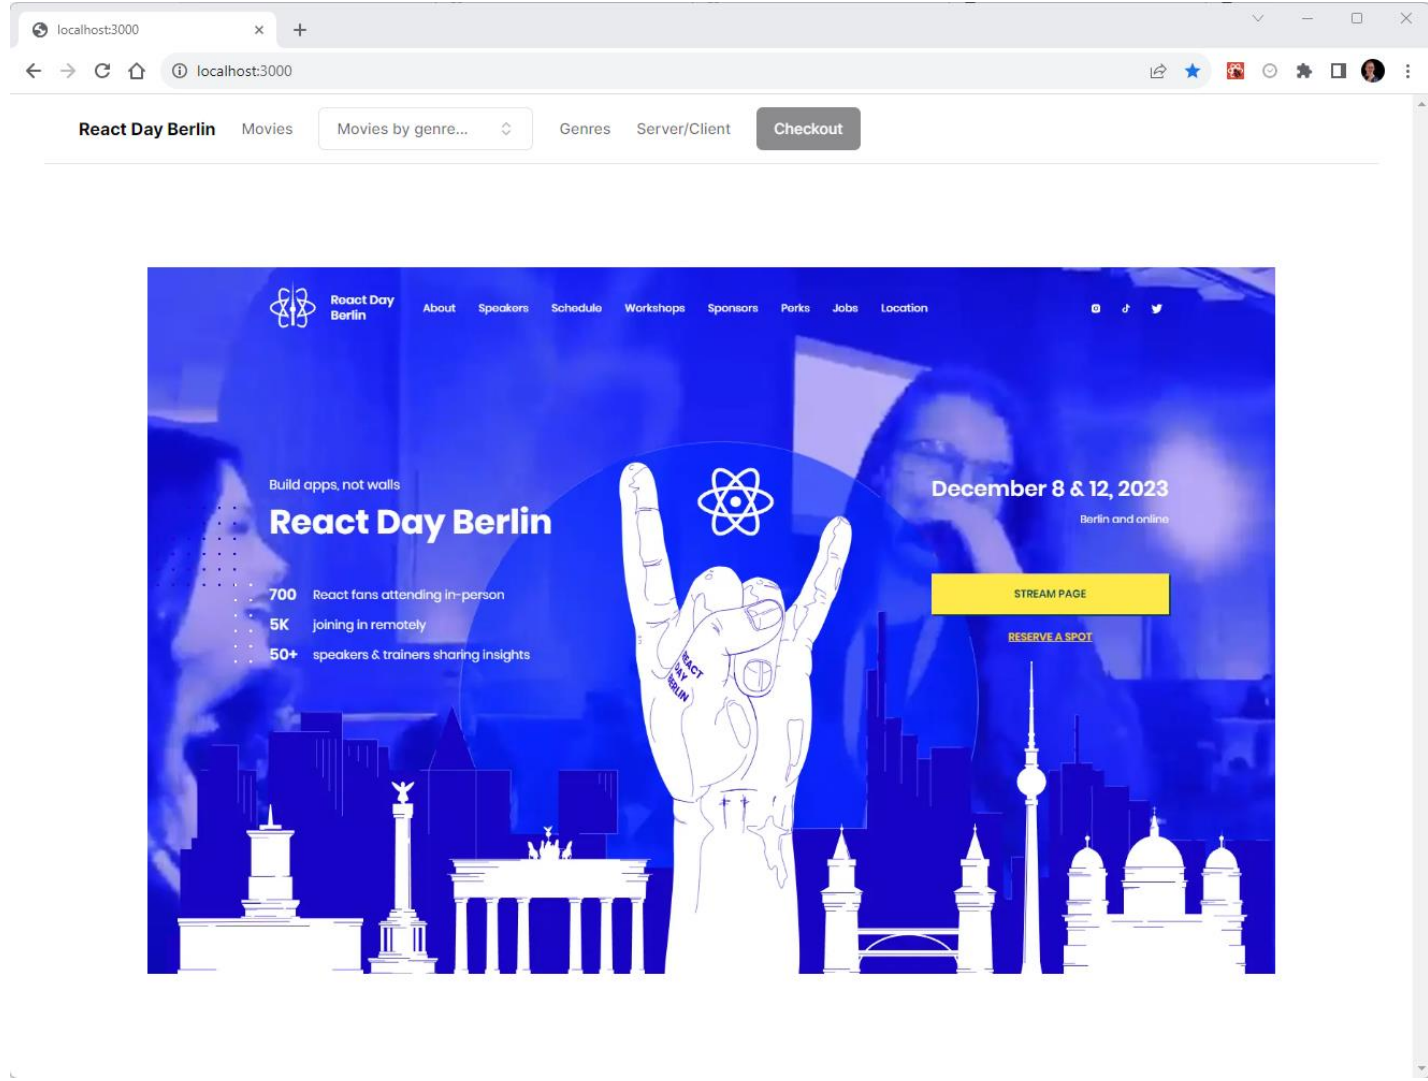 localhost:3000
localhost:3000
React Day Berlin Movies Movies by genre... Genres Server/Client Checkout
React Day
Berlin
About Speakers Schedule Workshops Sponsors Perks Jobs Location
Build apps, not walls
React Day Berlin
700 React fans attending in-person
5K joining in remotely
50+ speakers & trainers sharing insights
REACT
DAY
BERLIN
December 8 & 12, 2023
Berlin and online
STREAM PAGE
RESERVE A SPOT